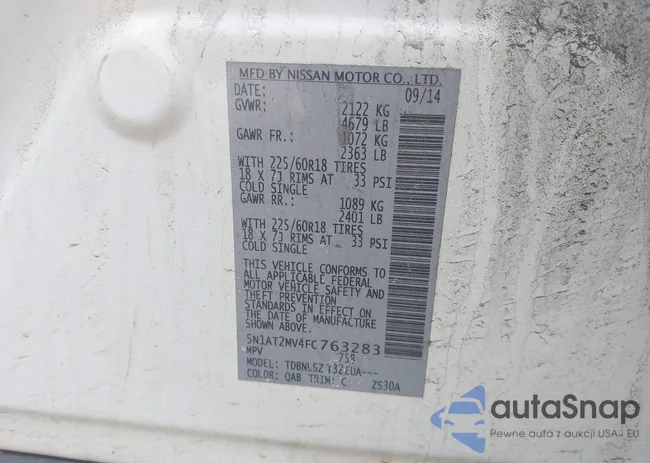 MFD BY NISSAN MOTOR CO., LTD.
DATE: 09/14
GVWR: 2122 KG
4679 LB
GAWR FR.: 1072 KG
2363 LB
WITH 225/60R18 TIRES
18 X 7J RIMS AT 33 PSI
COLD SINGLE
GAWR RR.: 1089 KG
2401 LB
WITH 225/60R18 TIRES
18 X 7J RIMS AT 33 PSI
COLD SINGLE
THIS VEHICLE CONFORMS TO
ALL APPLICABLE FEDERAL
MOTOR VEHICLE SAFETY AND
THEFT PREVENTION
STANDARDS IN EFFECT ON
THE DATE OF MANUFACTURE
SHOWN ABOVE.
5N1AT2MV4FC763283
MPV 759
MODEL:
COLOR: QAB TRIM: C ZS30A
autaSnap
Pewne auta z aukcji USA i EU